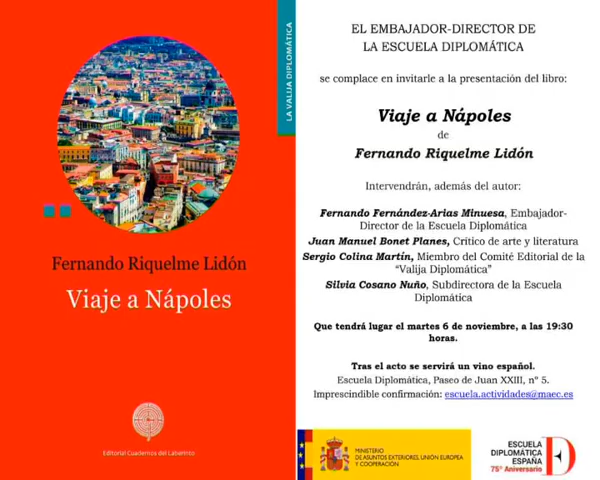 LA VALIJA DIPLOMÁTICA
Fernando Riquelme Lidón
Viaje a Nápoles
Editorial Cuadernos del Laberinto
EL EMBAJADOR-DIRECTOR DE
LA ESCUELA DIPLOMÁTICA
se complace en invitarle a la presentación del libro:
Viaje a Nápoles
de
Fernando Riquelme Lidón
Intervendrán, además del autor:
Fernando Fernández-Arias Minuesa, Embajador-
Director de la Escuela Diplomática
Juan Manuel Bonet Planes, Crítico de arte y literatura
Sergio Colina Martín, Miembro del Comité Editorial de la
“Valija Diplomática”
Silvia Cosano Nuño, Subdirectora de la Escuela
Diplomática
Que tendrá lugar el martes 6 de noviembre, a las 19:30
horas.
Tras el acto se servirá un vino español.
Escuela Diplomática, Paseo de Juan XXIII, nº 5.
Imprescindible confirmación: escuela.actividades@maec.es
MINISTERIO
DE ASUNTOS EXTERIORES, UNIÓN EUROPEA
Y COOPERACIÓN
ESCUELA
DIPLOMÁTICA
ESPAÑA
75º Aniversario